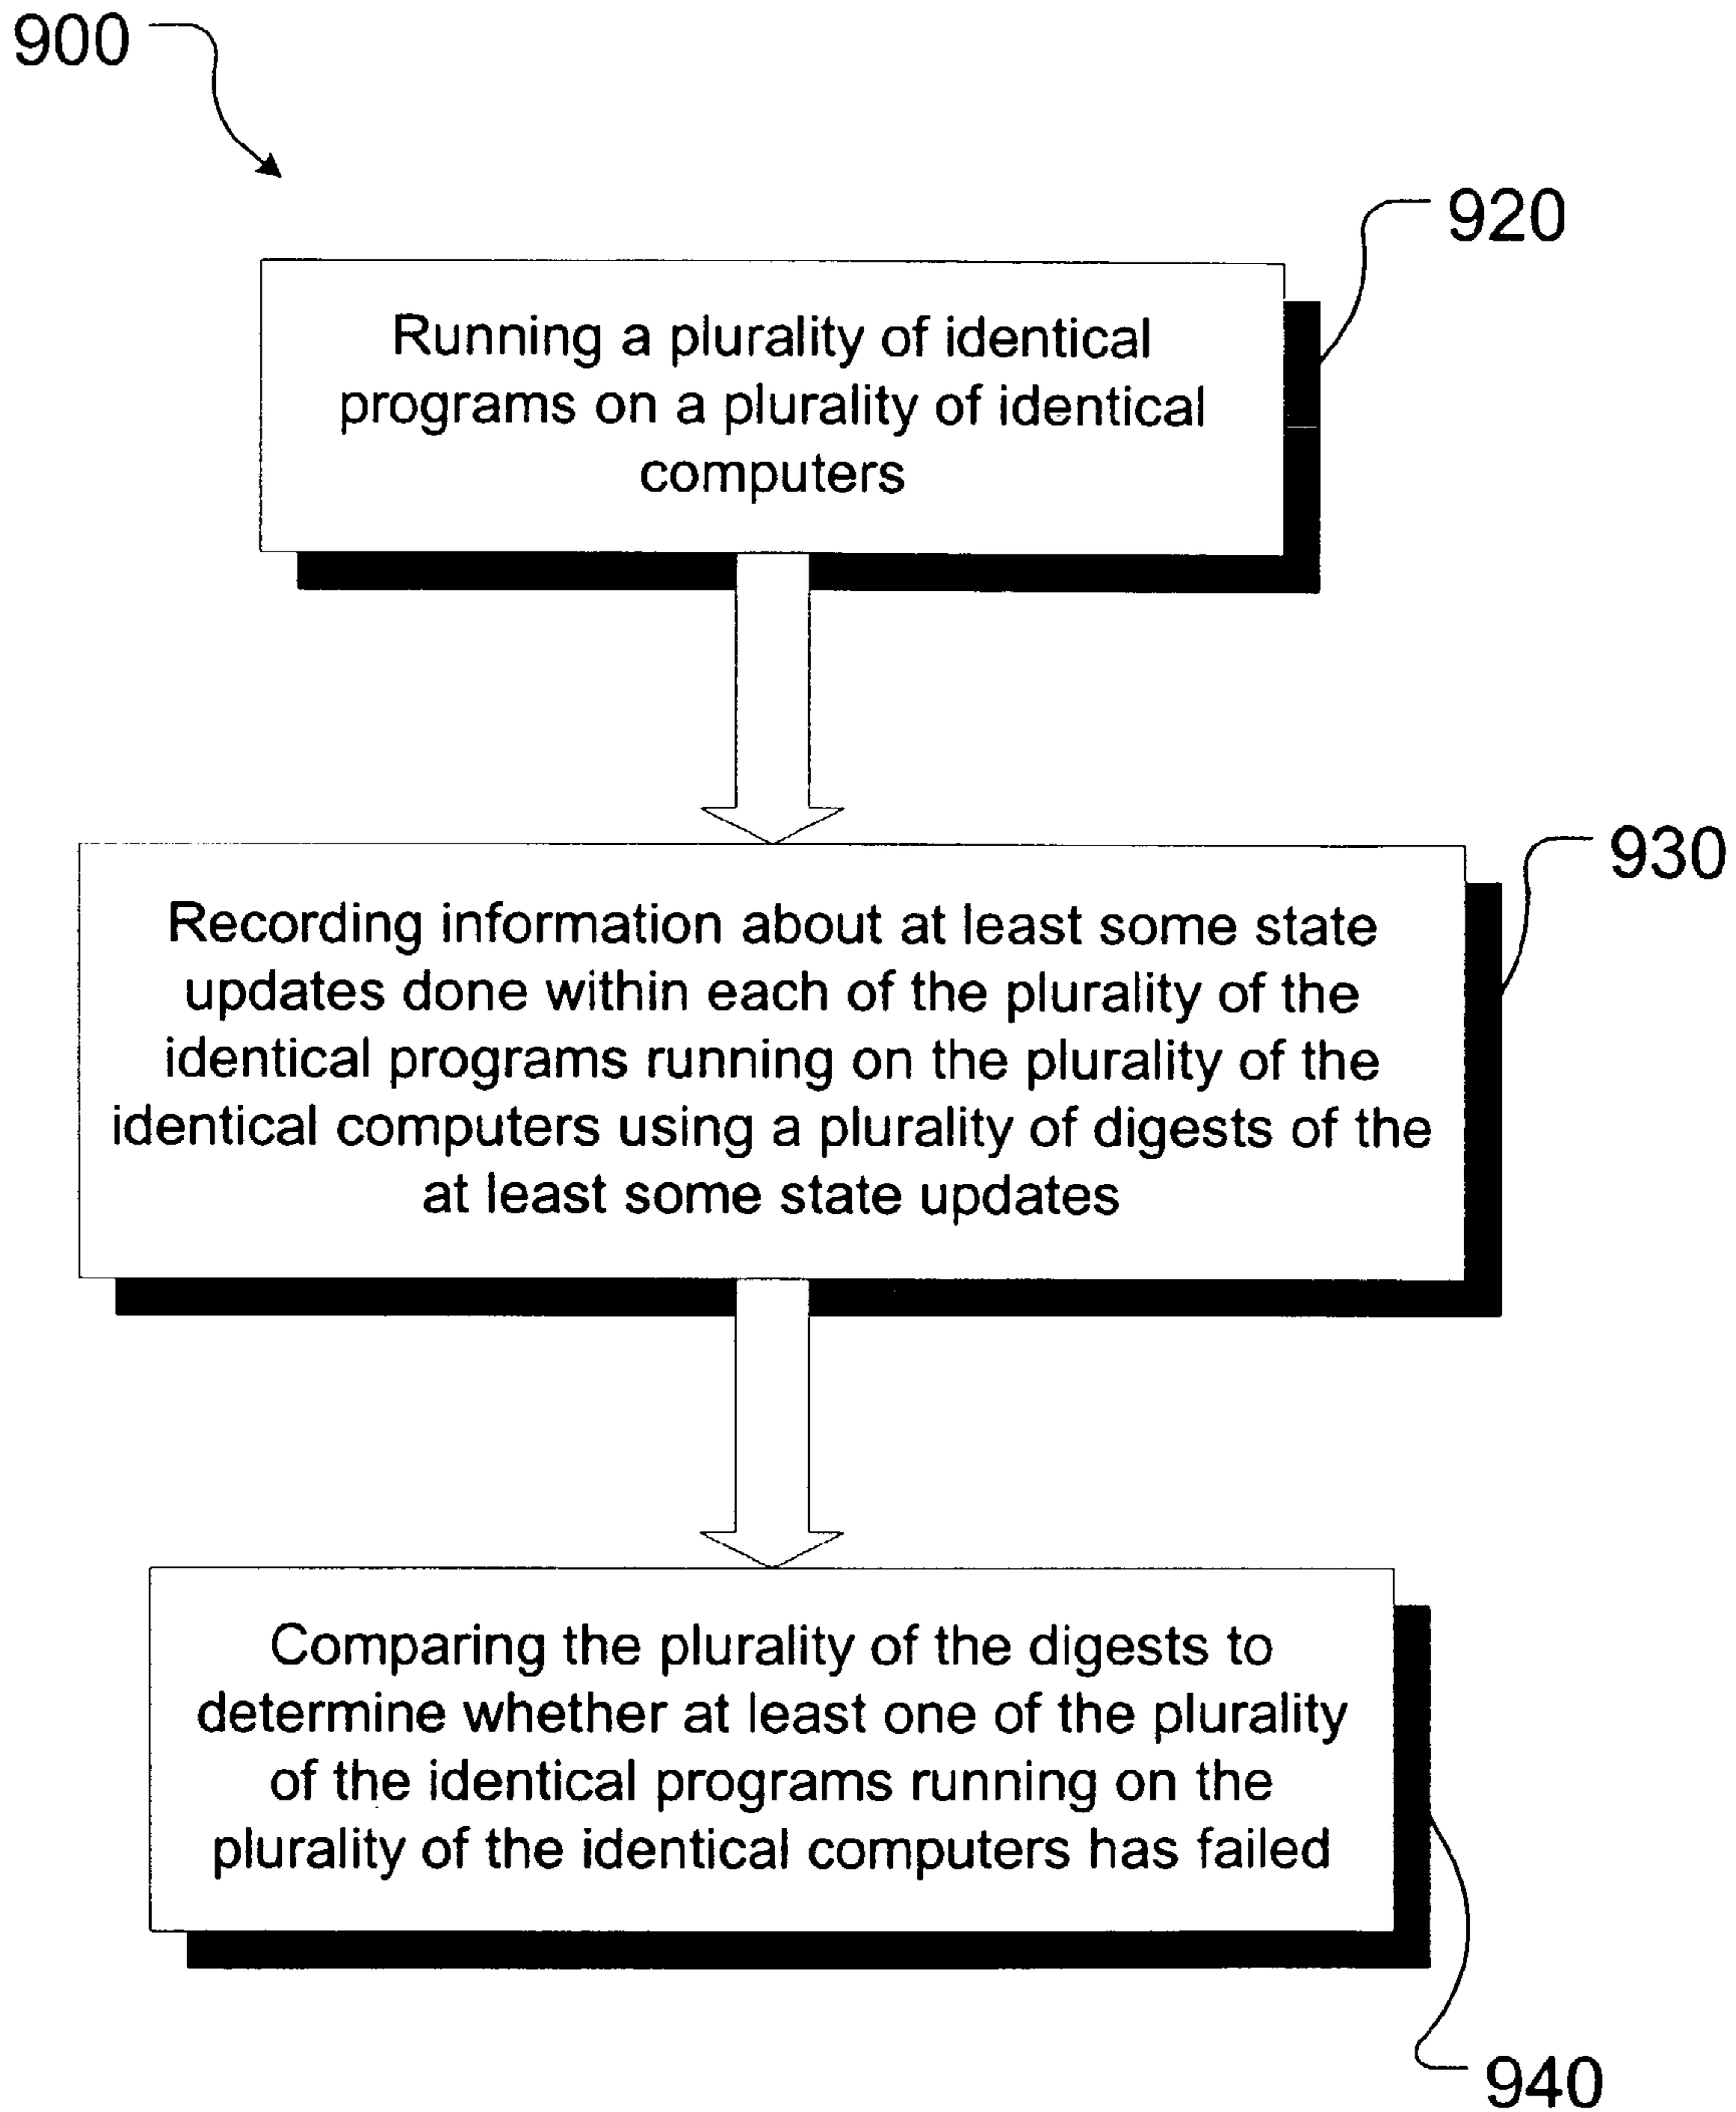 900
920
Running a plurality of identical
programs on a plurality of identical
computers
930
Recording information about at least some state
updates done within each of the plurality of the
identical programs running on the plurality of the
identical computers using a plurality of digests of the
at least some state updates
Comparing the plurality of the digests to
determine whether at least one of the plurality
of the identical programs running on the
plurality of the identical computers has failed
940